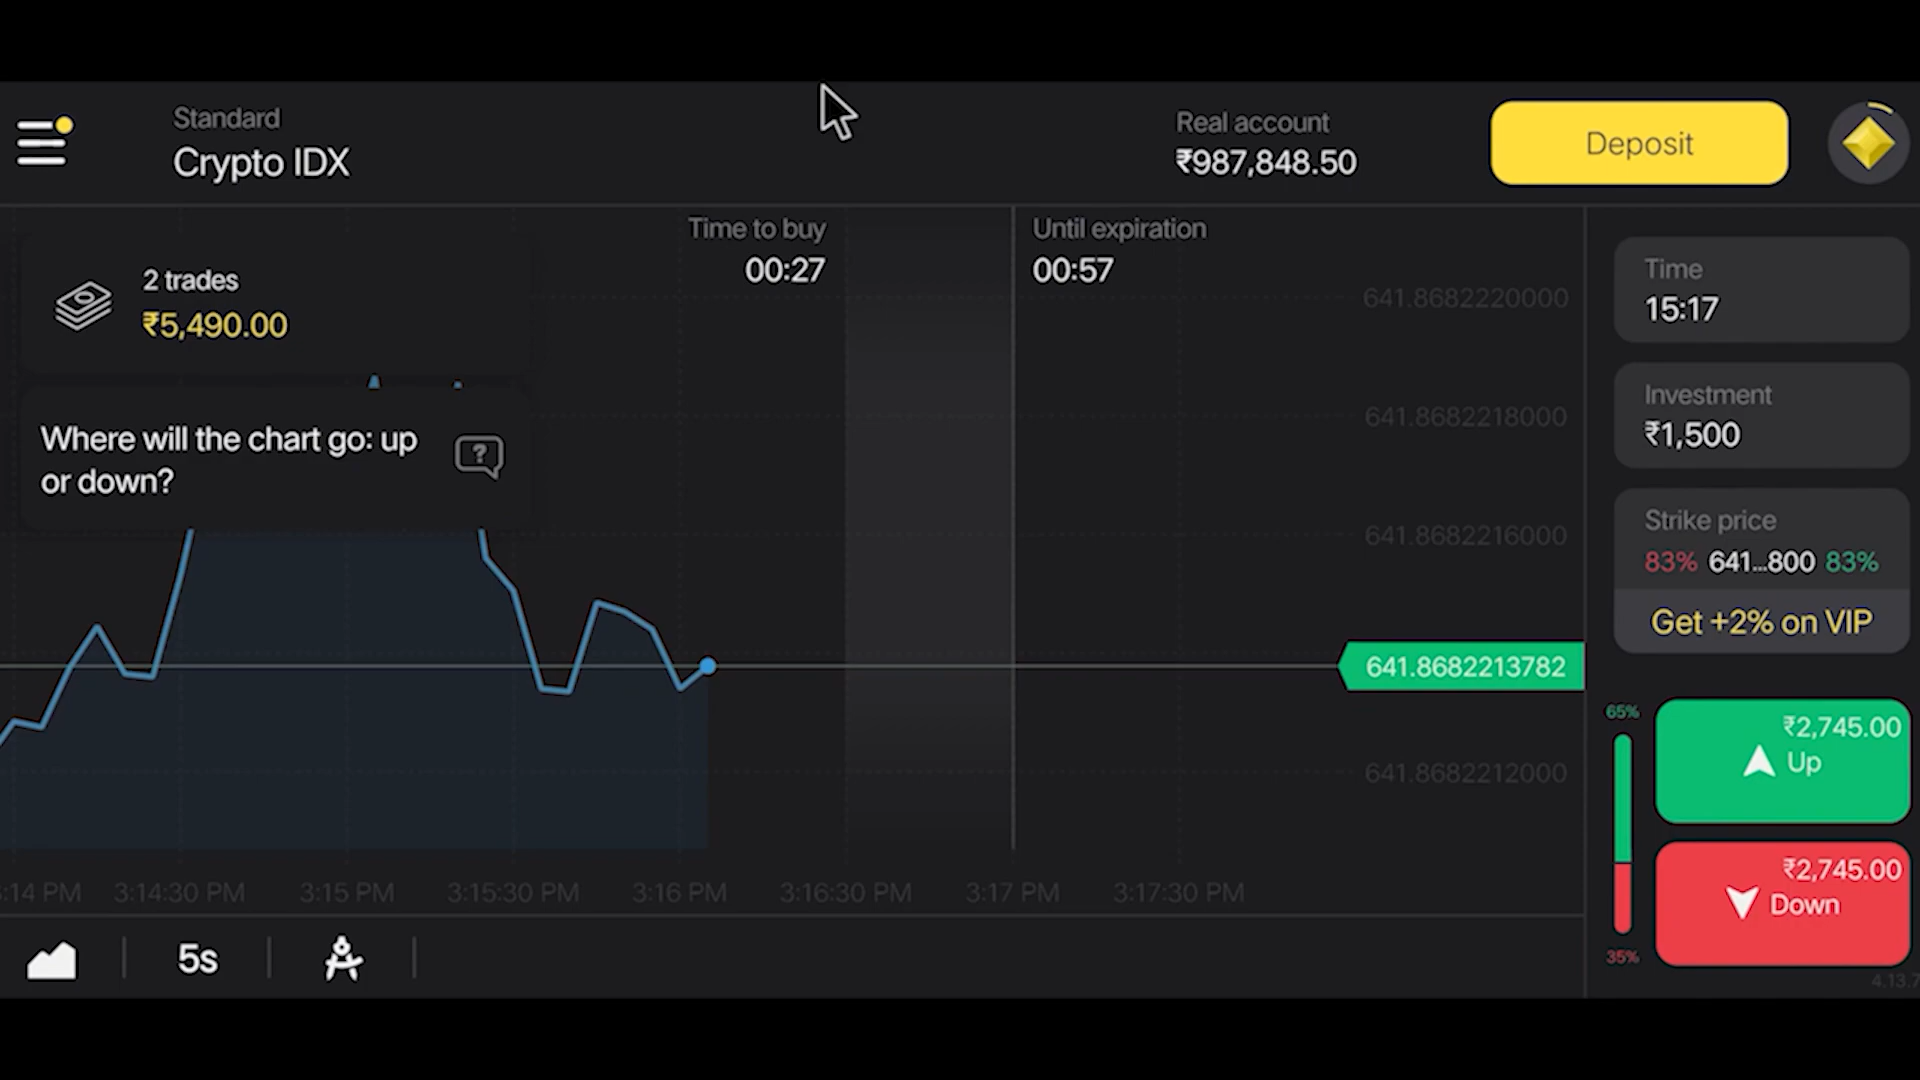 Standard
Crypto IDX
Real account
₹987,848.50
Deposit
Time to buy
00:27
Until expiration
00:57
2 trades
₹5,490.00
Where will the chart go: up
or down?
?
641.8682220000
641.8682218000
641.8682216000
641.8682213782
641.8682212000
Time
15:17
Investment
₹1,500
Strike price
83% 641...800 83%
Get +2% on VIP
65%
₹2,745.00
Up
₹2,745.00
Down
35%
:14 PM 3:14:30 PM 3:15 PM 3:15:30 PM 3:16 PM 3:16:30 PM 3:17 PM 3:17:30 PM
5s
4.13.7